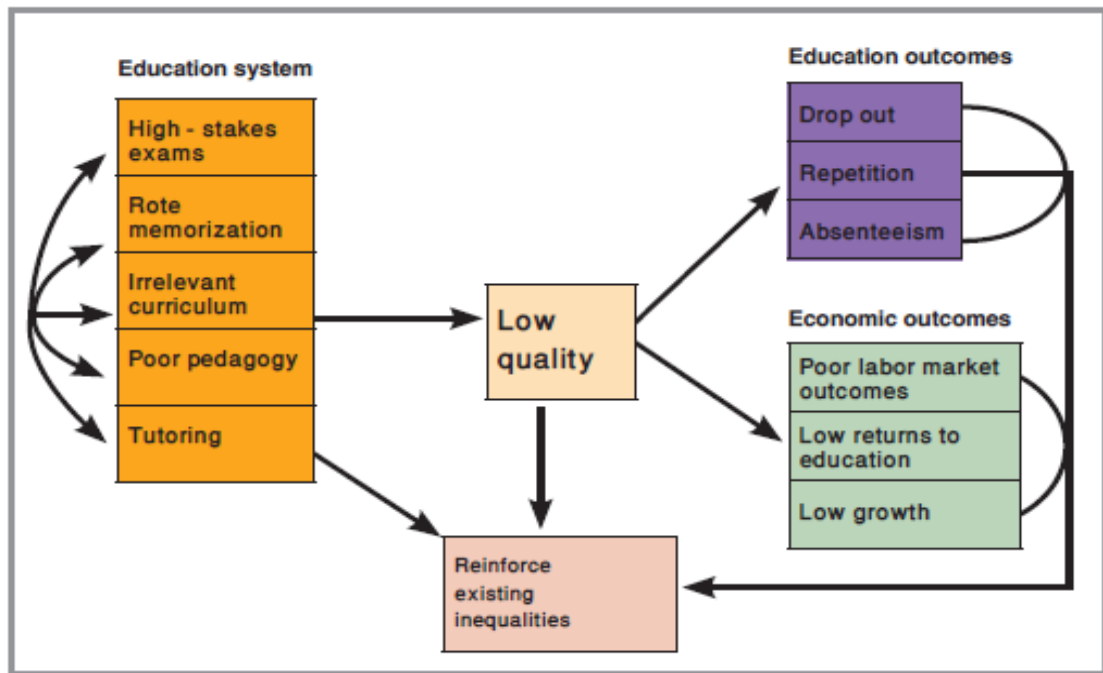 Education system
High - stakes
exams
Rote
memorization
Irrelevant
curriculum
Poor pedagogy
Tutoring
Low
quality
Education outcomes
Drop out
Repetition
Absenteeism
Economic outcomes
Poor labor market
outcomes
Low returns to
education
Low growth
Reinforce
existing
inequalities